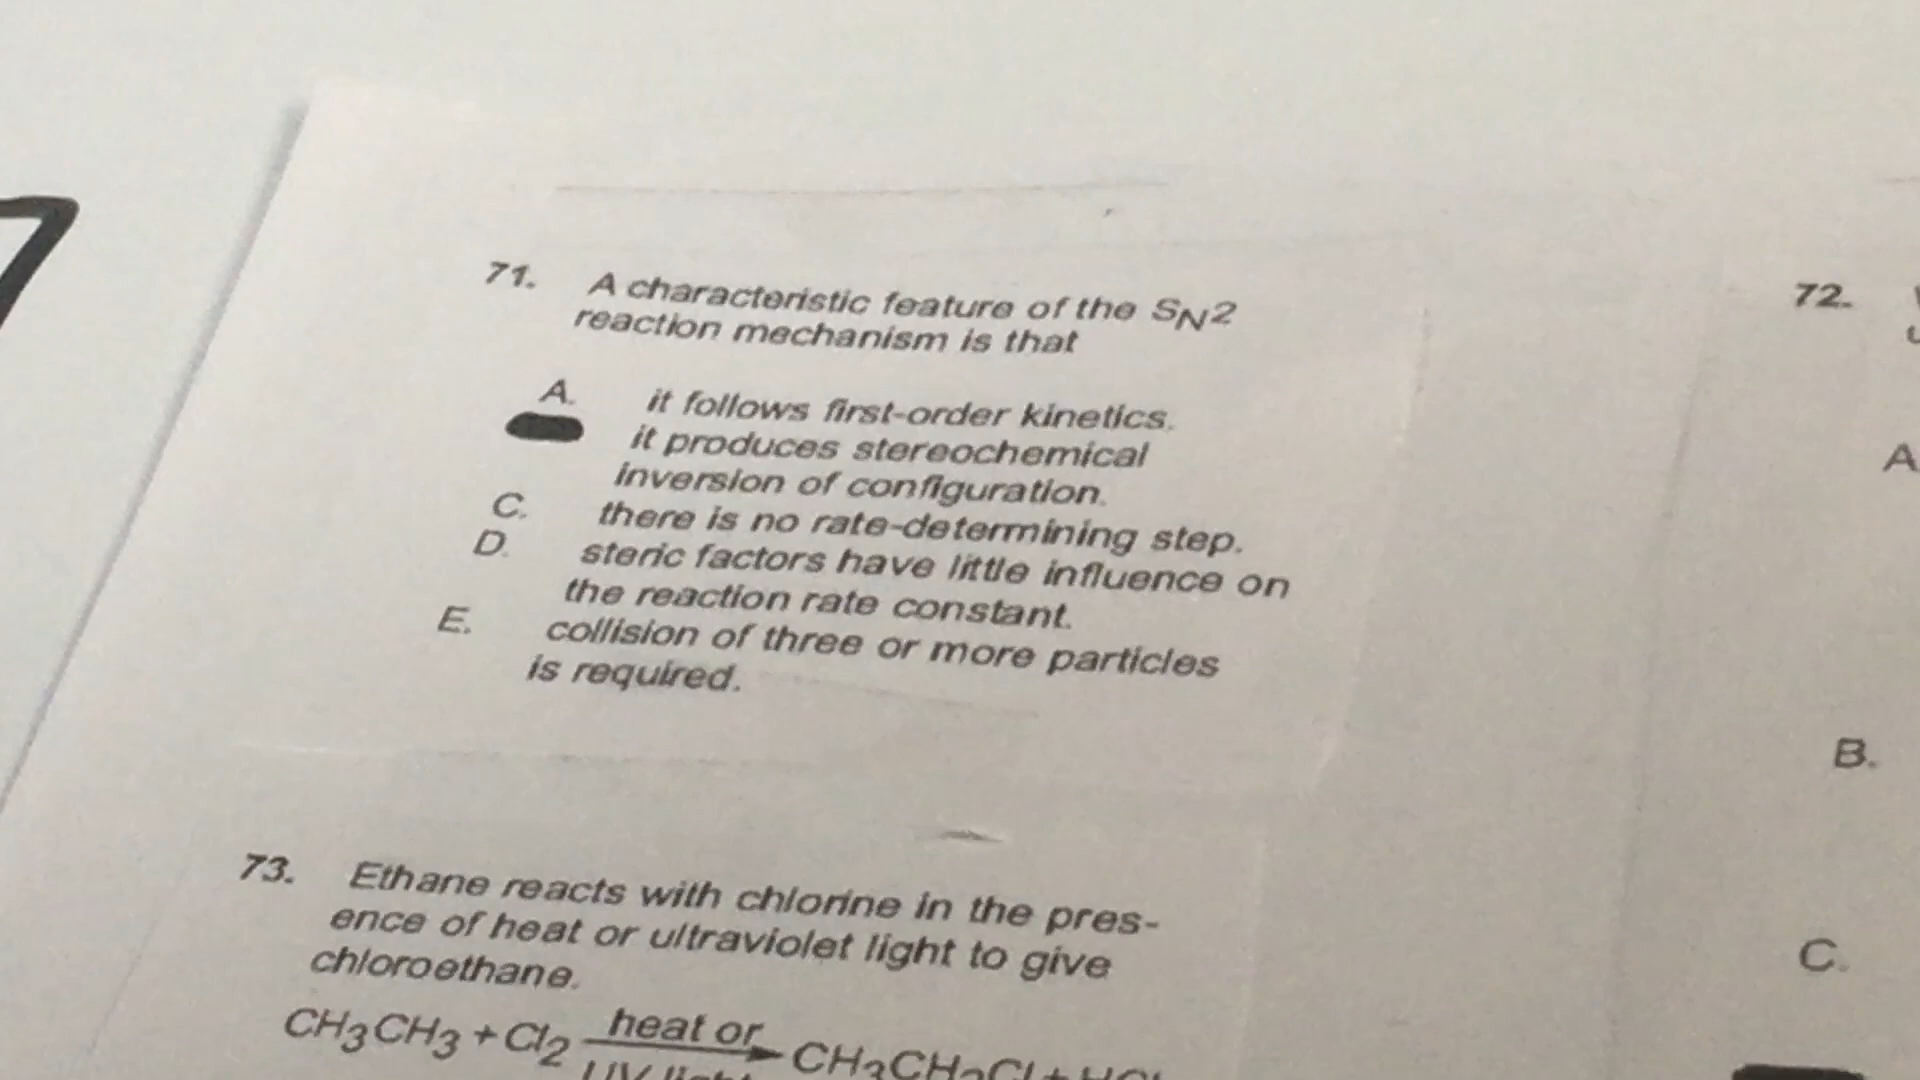 7
71. A characteristic feature of the SN2
reaction mechanism is that
A. it follows first-order kinetics.
it produces stereochemical
inversion of configuration.
C. there is no rate-determining step.
D. steric factors have little influence on
the reaction rate constant.
E. collision of three or more particles
is required.
73. Ethane reacts with chlorine in the pres-
ence of heat or ultraviolet light to give
chloroethane.
heat or
CH3CH3 + Cl2
UV light
72.
A
B.
C.